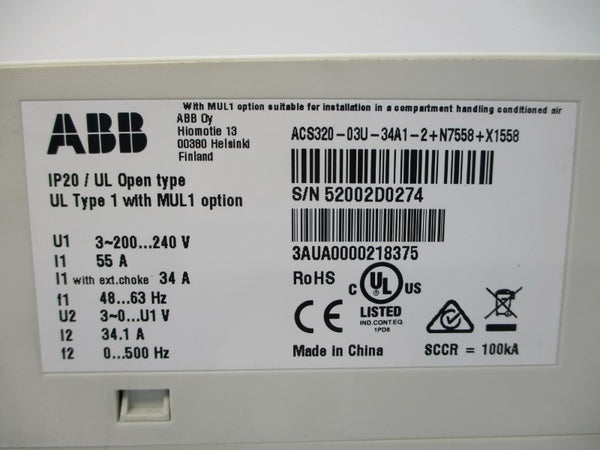 With MUL1 option suitable for installation in a compartment handling conditioned air
ABB
ABB Oy
Hiomotie 13
00380 Helsinki
Finland
ACS320-03U-34A1-2+N7558+X1558
IP20 / UL Open type
UL Type 1 with MUL1 option
S/N 52002D0274
3AUA0000218375
U1 3~200...240 V
I1 55 A
I1 with ext.choke 34 A
f1 48...63 Hz
U2 3~0...U1 V
I2 34.1 A
f2 0...500 Hz
RoHS
C UL US
LISTED
IND.CONT.EQ.
1PD8
CE
Made in China
SCCR = 100kA